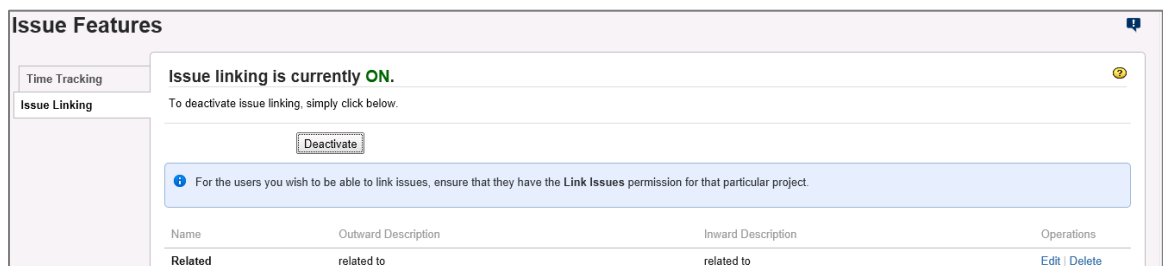 Issue Features
Time Tracking
Issue Linking
Issue linking is currently ON.
To deactivate issue linking, simply click below.
Deactivate
For the users you wish to be able to link issues, ensure that they have the Link Issues permission for that particular project.
Name Outward Description Inward Description Operations
Related related to related to Edit | Delete